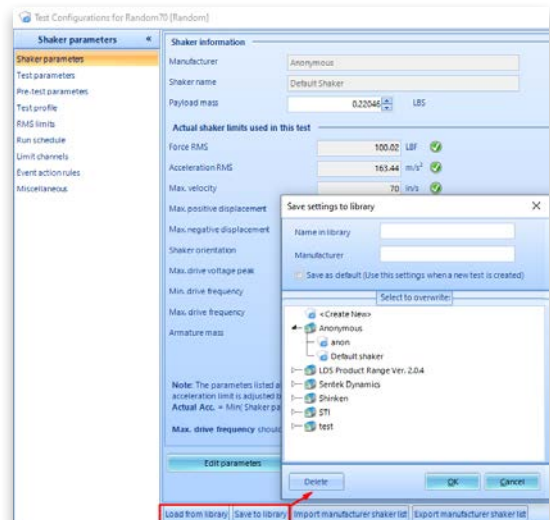 Test Configurations for Random70 [Random]
Shaker parameters «
Shaker parameters
Test parameters
Pre-test parameters
Test profile
RMS limits
Run schedule
Limit channels
Event action rules
Miscellaneous
Shaker information
Manufacturer Anonymous
Shaker name Default Shaker
Payload mass 0.22046 LBS
Actual shaker limits used in this test
Force RMS 100.02 LBF
Acceleration RMS 163.44 m/s²
Max. velocity 70 in/s
Max. positive displacement
Max. negative displacement
Shaker orientation
Max. drive voltage peak
Min. drive frequency
Max. drive frequency
Armature mass
Note: The parameters listed a
acceleration limit is adjusted b
Actual Acc. = Min( Shaker pa
Max. drive frequency shoul
Edit parameters
Load from library Save to library Import manufacturer shaker list Export manufacturer shaker list
Save settings to library
Name in library
Manufacturer
Save as default (Use this settings when a new test is created)
Select to overwrite:
<Create New>
Anonymous
anon
Default shaker
LDS Product Range Ver. 2.0.4
Sentek Dynamics
Shinken
STI
test
Delete OK Cancel